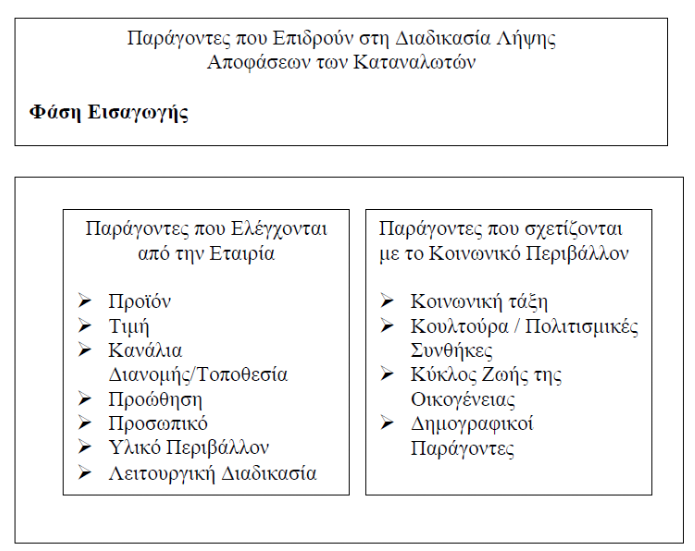 Παράγοντες που Επιδρούν στη Διαδικασία Λήψης
Αποφάσεων των Καταναλωτών
Φάση Εισαγωγής
Παράγοντες που Ελέγχονται
από την Εταιρία
➢ Προϊόν
➢ Τιμή
➢ Κανάλια
Διανομής/Τοποθεσία
➢ Προώθηση
➢ Προσωπικό
➢ Υλικό Περιβάλλον
➢ Λειτουργική Διαδικασία
Παράγοντες που σχετίζονται
με το Κοινωνικό Περιβάλλον
➢ Κοινωνική τάξη
➢ Κουλτούρα / Πολιτισμικές
Συνθήκες
➢ Κύκλος Ζωής της
Οικογένειας
➢ Δημογραφικοί
Παράγοντες